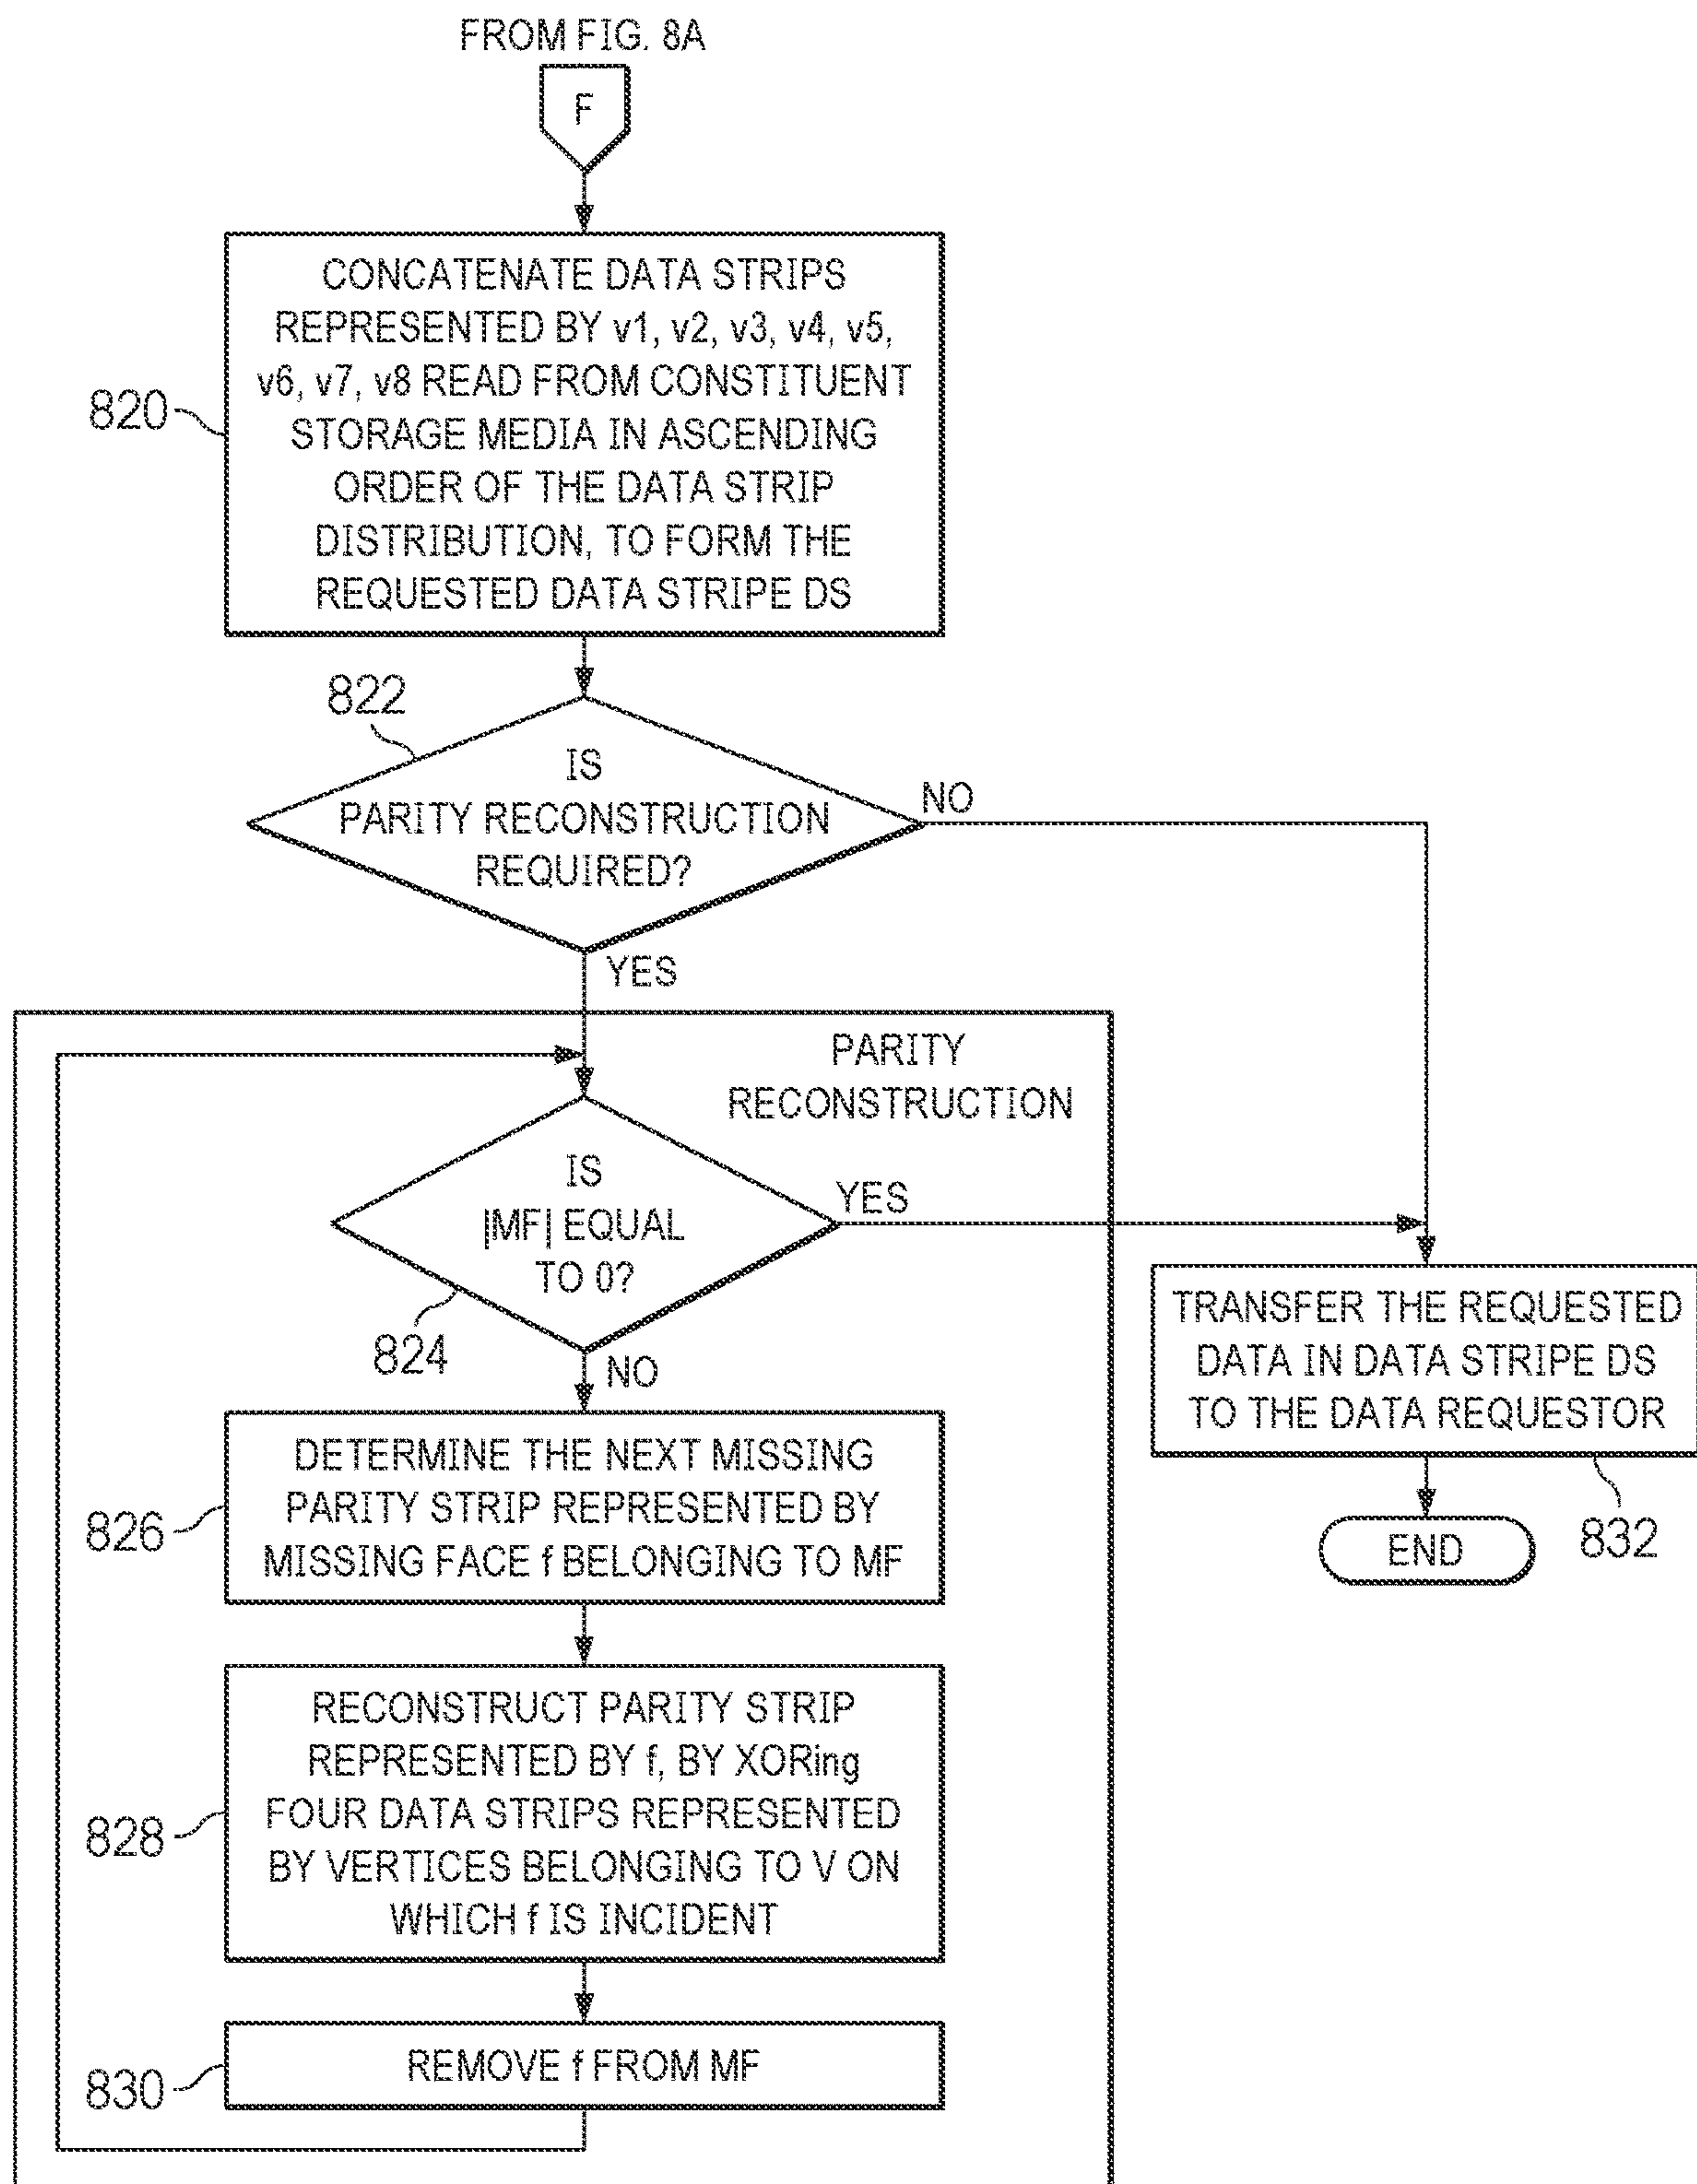 FROM FIG. 8A
F
CONCATENATE DATA STRIPS
REPRESENTED BY v1, v2, v3, v4, v5,
v6, v7, v8 READ FROM CONSTITUENT
STORAGE MEDIA IN ASCENDING
ORDER OF THE DATA STRIP
DISTRIBUTION, TO FORM THE
REQUESTED DATA STRIPE DS
820
822
IS
PARITY RECONSTRUCTION
REQUIRED?
NO
YES
PARITY
RECONSTRUCTION
IS
|MF| EQUAL
TO 0?
YES
824
NO
TRANSFER THE REQUESTED
DATA IN DATA STRIPE DS
TO THE DATA REQUESTOR
832
END
DETERMINE THE NEXT MISSING
PARITY STRIP REPRESENTED BY
MISSING FACE f BELONGING TO MF
826
RECONSTRUCT PARITY STRIP
REPRESENTED BY f, BY XORing
FOUR DATA STRIPS REPRESENTED
BY VERTICES BELONGING TO V ON
WHICH f IS INCIDENT
828
REMOVE f FROM MF
830